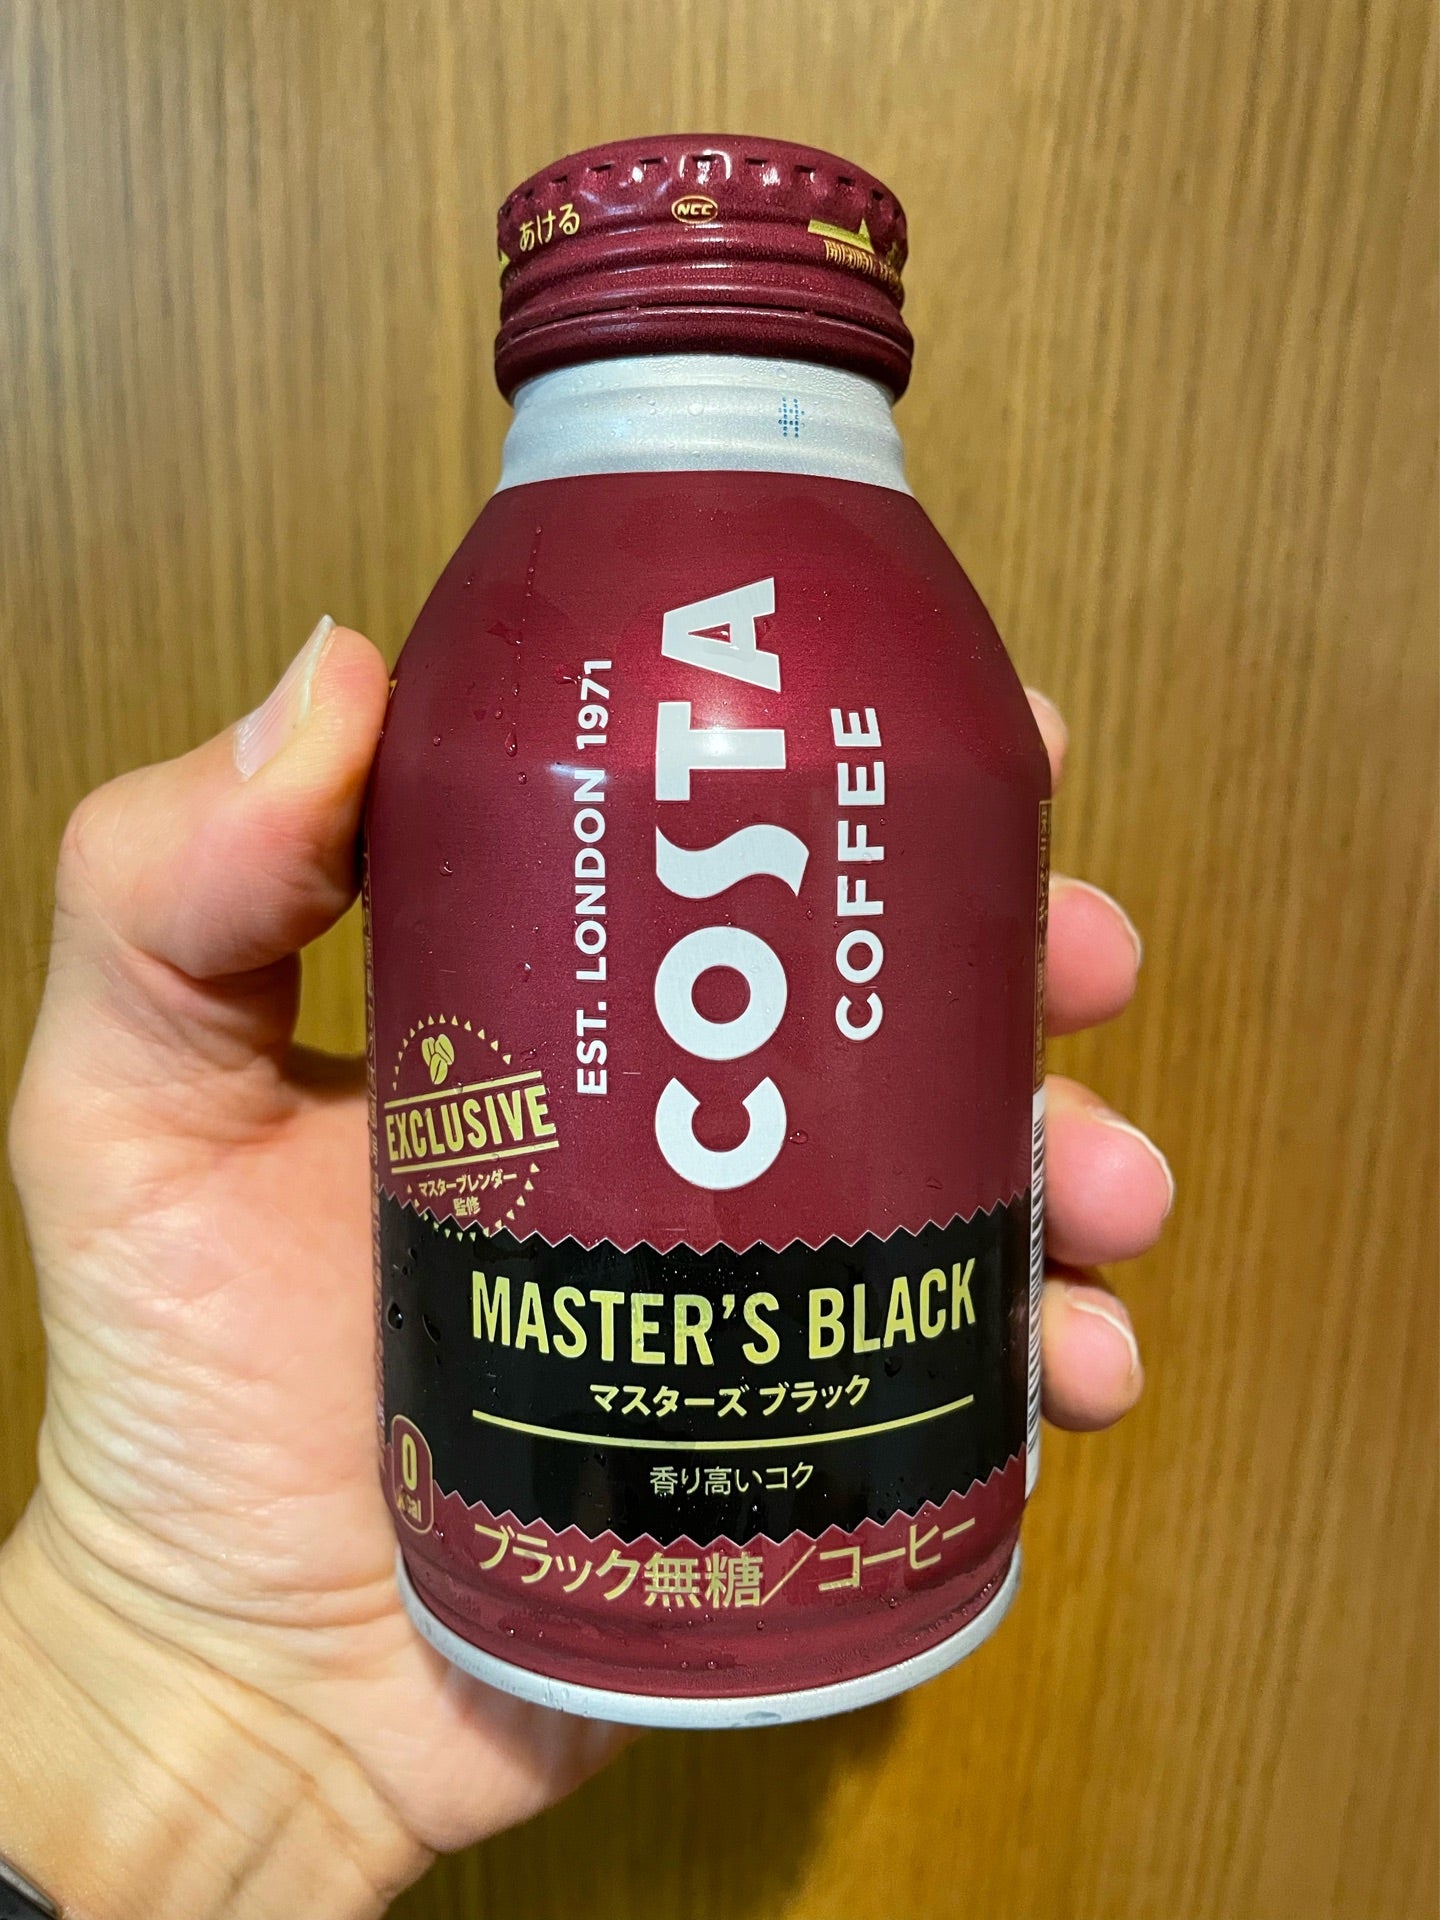 あける
NCC
EST. LONDON 1971
COSTA
COFFEE
EXCLUSIVE
マスターブレンダー
監修
MASTER'S BLACK
マスターズ ブラック
香り高いコク
0
kcal
ブラック無糖/コーヒー